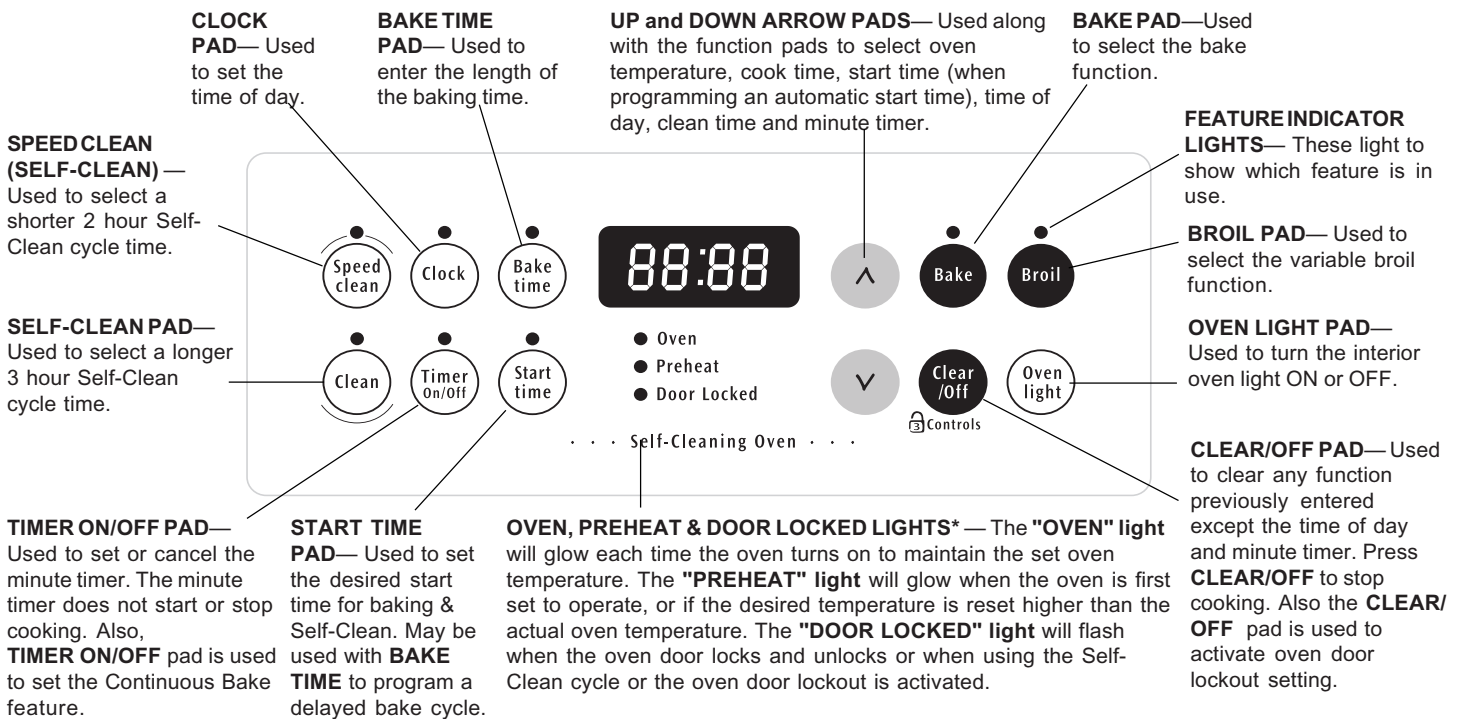 CLOCK
PAD— Used
to set the
time of day.
BAKE TIME
PAD— Used to
enter the length of
the baking time.
UP and DOWN ARROW PADS— Used along
with the function pads to select oven
temperature, cook time, start time (when
programming an automatic start time), time of
day, clean time and minute timer.
BAKE PAD—Used
to select the bake
function.
SPEED CLEAN
(SELF-CLEAN) —
Used to select a
shorter 2 hour Self-
Clean cycle time.
SELF-CLEAN PAD—
Used to select a longer
3 hour Self-Clean
cycle time.
FEATURE INDICATOR
LIGHTS— These light to
show which feature is in
use.
BROIL PAD— Used to
select the variable broil
function.
OVEN LIGHT PAD—
Used to turn the interior
oven light ON or OFF.
Speed
clean
Clock
Bake
time
88:88
^
Bake
Broil
Clean
Timer
On/Off
Start
time
Oven
Preheat
Door Locked
v
Clear
/Off
3 Controls
Oven
light
· · · Self-Cleaning Oven · · ·
TIMER ON/OFF PAD—
Used to set or cancel the
minute timer. The minute
timer does not start or stop
cooking. Also,
TIMER ON/OFF pad is used
to set the Continuous Bake
feature.
START TIME
PAD— Used to set
the desired start
time for baking &
Self-Clean. May be
used with BAKE
TIME to program a
delayed bake cycle.
OVEN, PREHEAT & DOOR LOCKED LIGHTS* — The "OVEN" light
will glow each time the oven turns on to maintain the set oven
temperature. The "PREHEAT" light will glow when the oven is first
set to operate, or if the desired temperature is reset higher than the
actual oven temperature. The "DOOR LOCKED" light will flash
when the oven door locks and unlocks or when using the Self-
Clean cycle or the oven door lockout is activated.
CLEAR/OFF PAD— Used
to clear any function
previously entered
except the time of day
and minute timer. Press
CLEAR/OFF to stop
cooking. Also the CLEAR/
OFF pad is used to
activate oven door
lockout setting.